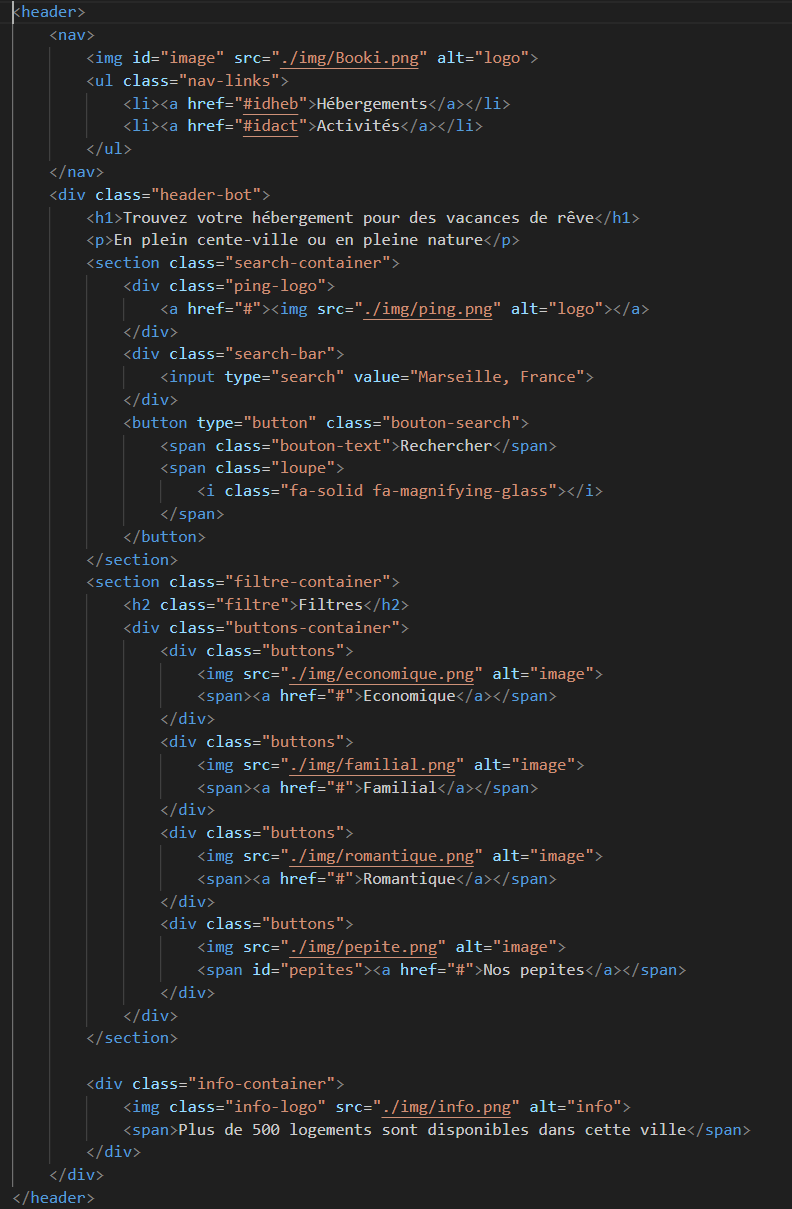 <header>
    <nav>
        <img id="image" src="./img/Booki.png" alt="logo">
        <ul class="nav-links">
            <li><a href="#idheb">Hébergements</a></li>
            <li><a href="#idact">Activités</a></li>
        </ul>
    </nav>
    <div class="header-bot">
        <h1>Trouvez votre hébergement pour des vacances de rêve</h1>
        <p>En plein cente-ville ou en pleine nature</p>
        <section class="search-container">
            <div class="ping-logo">
                <a href="#"><img src="./img/ping.png" alt="logo"></a>
            </div>
            <div class="search-bar">
                <input type="search" value="Marseille, France">
            </div>
            <button type="button" class="bouton-search">
                <span class="bouton-text">Rechercher</span>
                <span class="loupe">
                    <i class="fa-solid fa-magnifying-glass"></i>
                </span>
            </button>
        </section>
        <section class="filtre-container">
            <h2 class="filtre">Filtres</h2>
            <div class="buttons-container">
                <div class="buttons">
                    <img src="./img/economique.png" alt="image">
                    <span><a href="#">Economique</a></span>
                </div>
                <div class="buttons">
                    <img src="./img/familial.png" alt="image">
                    <span><a href="#">Familial</a></span>
                </div>
                <div class="buttons">
                    <img src="./img/romantique.png" alt="image">
                    <span><a href="#">Romantique</a></span>
                </div>
                <div class="buttons">
                    <img src="./img/pepite.png" alt="image">
                    <span id="pepites"><a href="#">Nos pepites</a></span>
                </div>
            </div>
        </section>

        <div class="info-container">
            <img class="info-logo" src="./img/info.png" alt="info">
            <span>Plus de 500 logements sont disponibles dans cette ville</span>
        </div>
    </div>
</header>